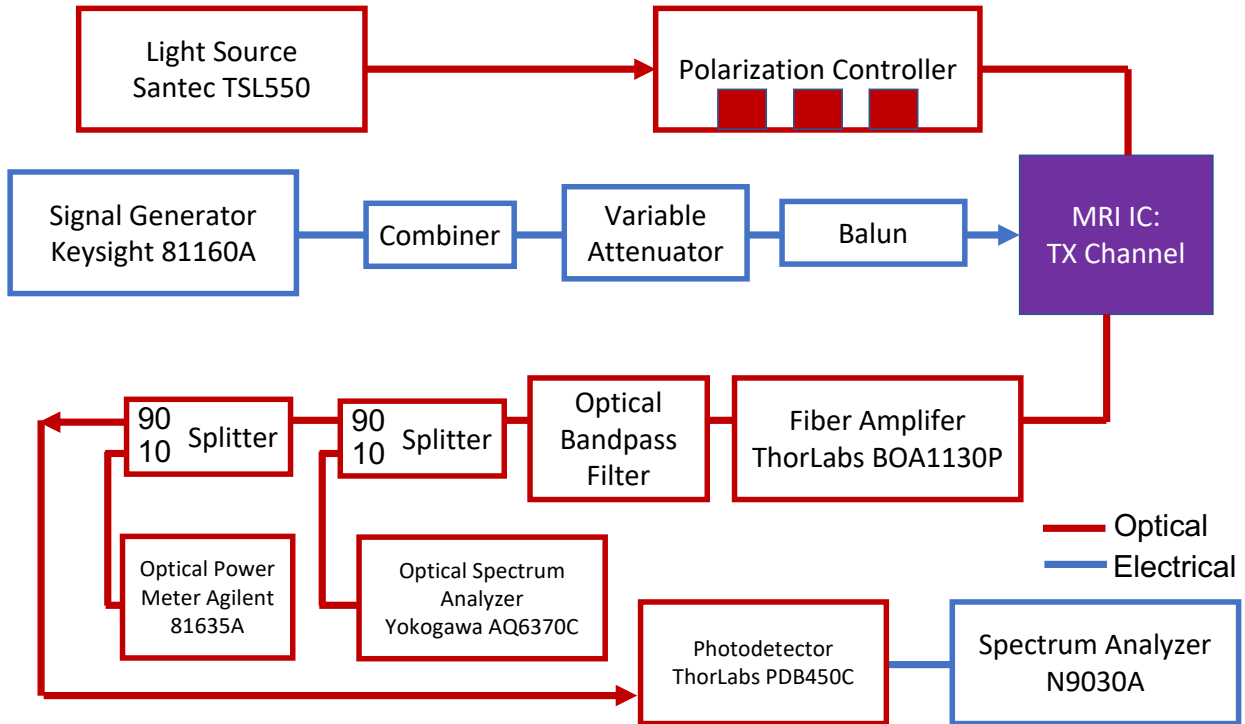 Light Source
Santec TSL550
Polarization Controller
Signal Generator
Keysight 81160A
Combiner
Variable
Attenuator
Balun
MRI IC:
TX Channel
90
10
Splitter
90
10
Splitter
Optical
Bandpass
Filter
Fiber Amplifer
ThorLabs BOA1130P
Optical
Electrical
Optical Power
Meter Agilent
81635A
Optical Spectrum
Analyzer
Yokogawa AQ6370C
Photodetector
ThorLabs PDB450C
Spectrum Analyzer
N9030A